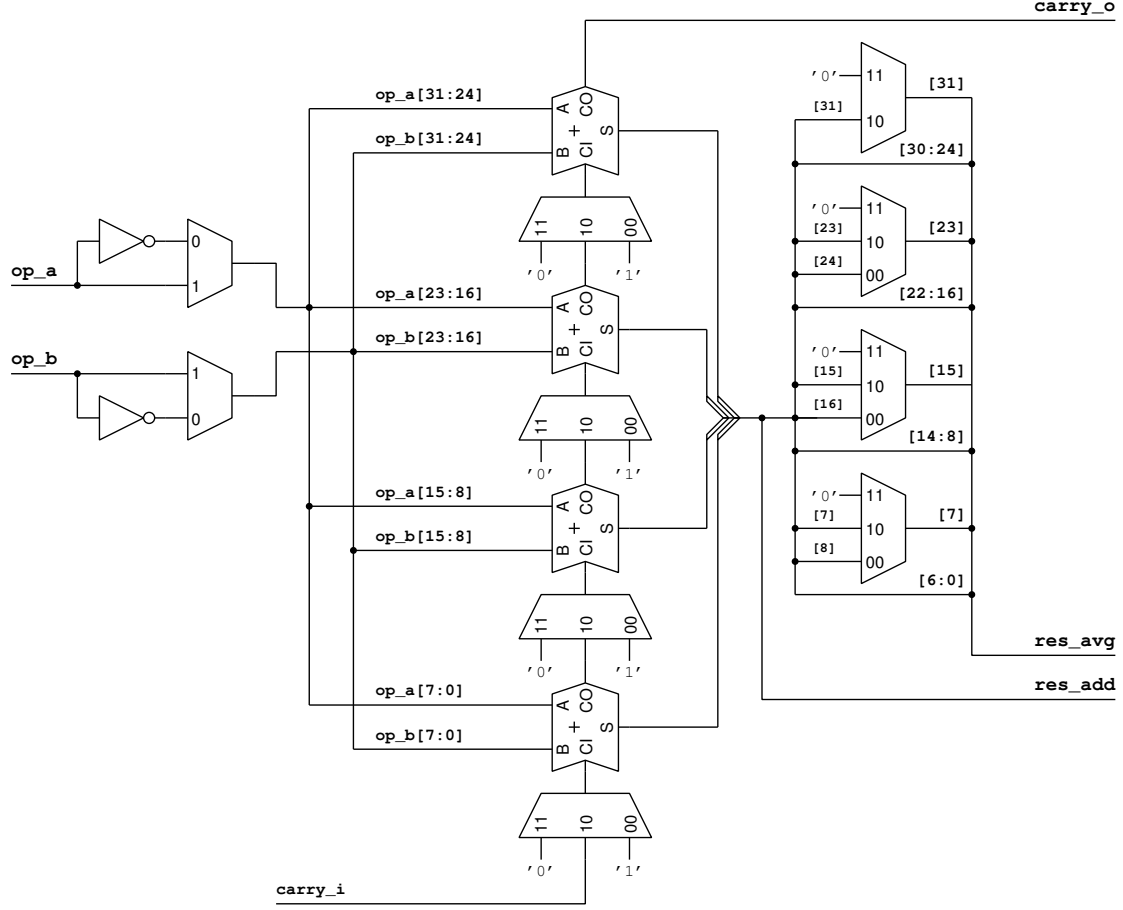 carry_o
'0' 11 [31]
op_a[31:24] A CO [31] 10
+ S
op_b[31:24] B CI [30:24]
'0' 11
11 10 00 [23] 10 [23]
0
op_a '0' '1' [24] 00
1 op_a[23:16] A CO [22:16]
+ S
op_b op_b[23:16] B CI '0' 11
1 [15] 10 [15]
0 11 10 00 [16] 00
[14:8]
'0' '1'
op_a[15:8] A CO '0' 11
+ S [7] 10 [7]
op_b[15:8] B CI [8] 00
[6:0]
11 10 00
res_avg
'0' '1'
op_a[7:0] A CO res_add
+ S
op_b[7:0] B CI
11 10 00
'0' '1'
carry_i